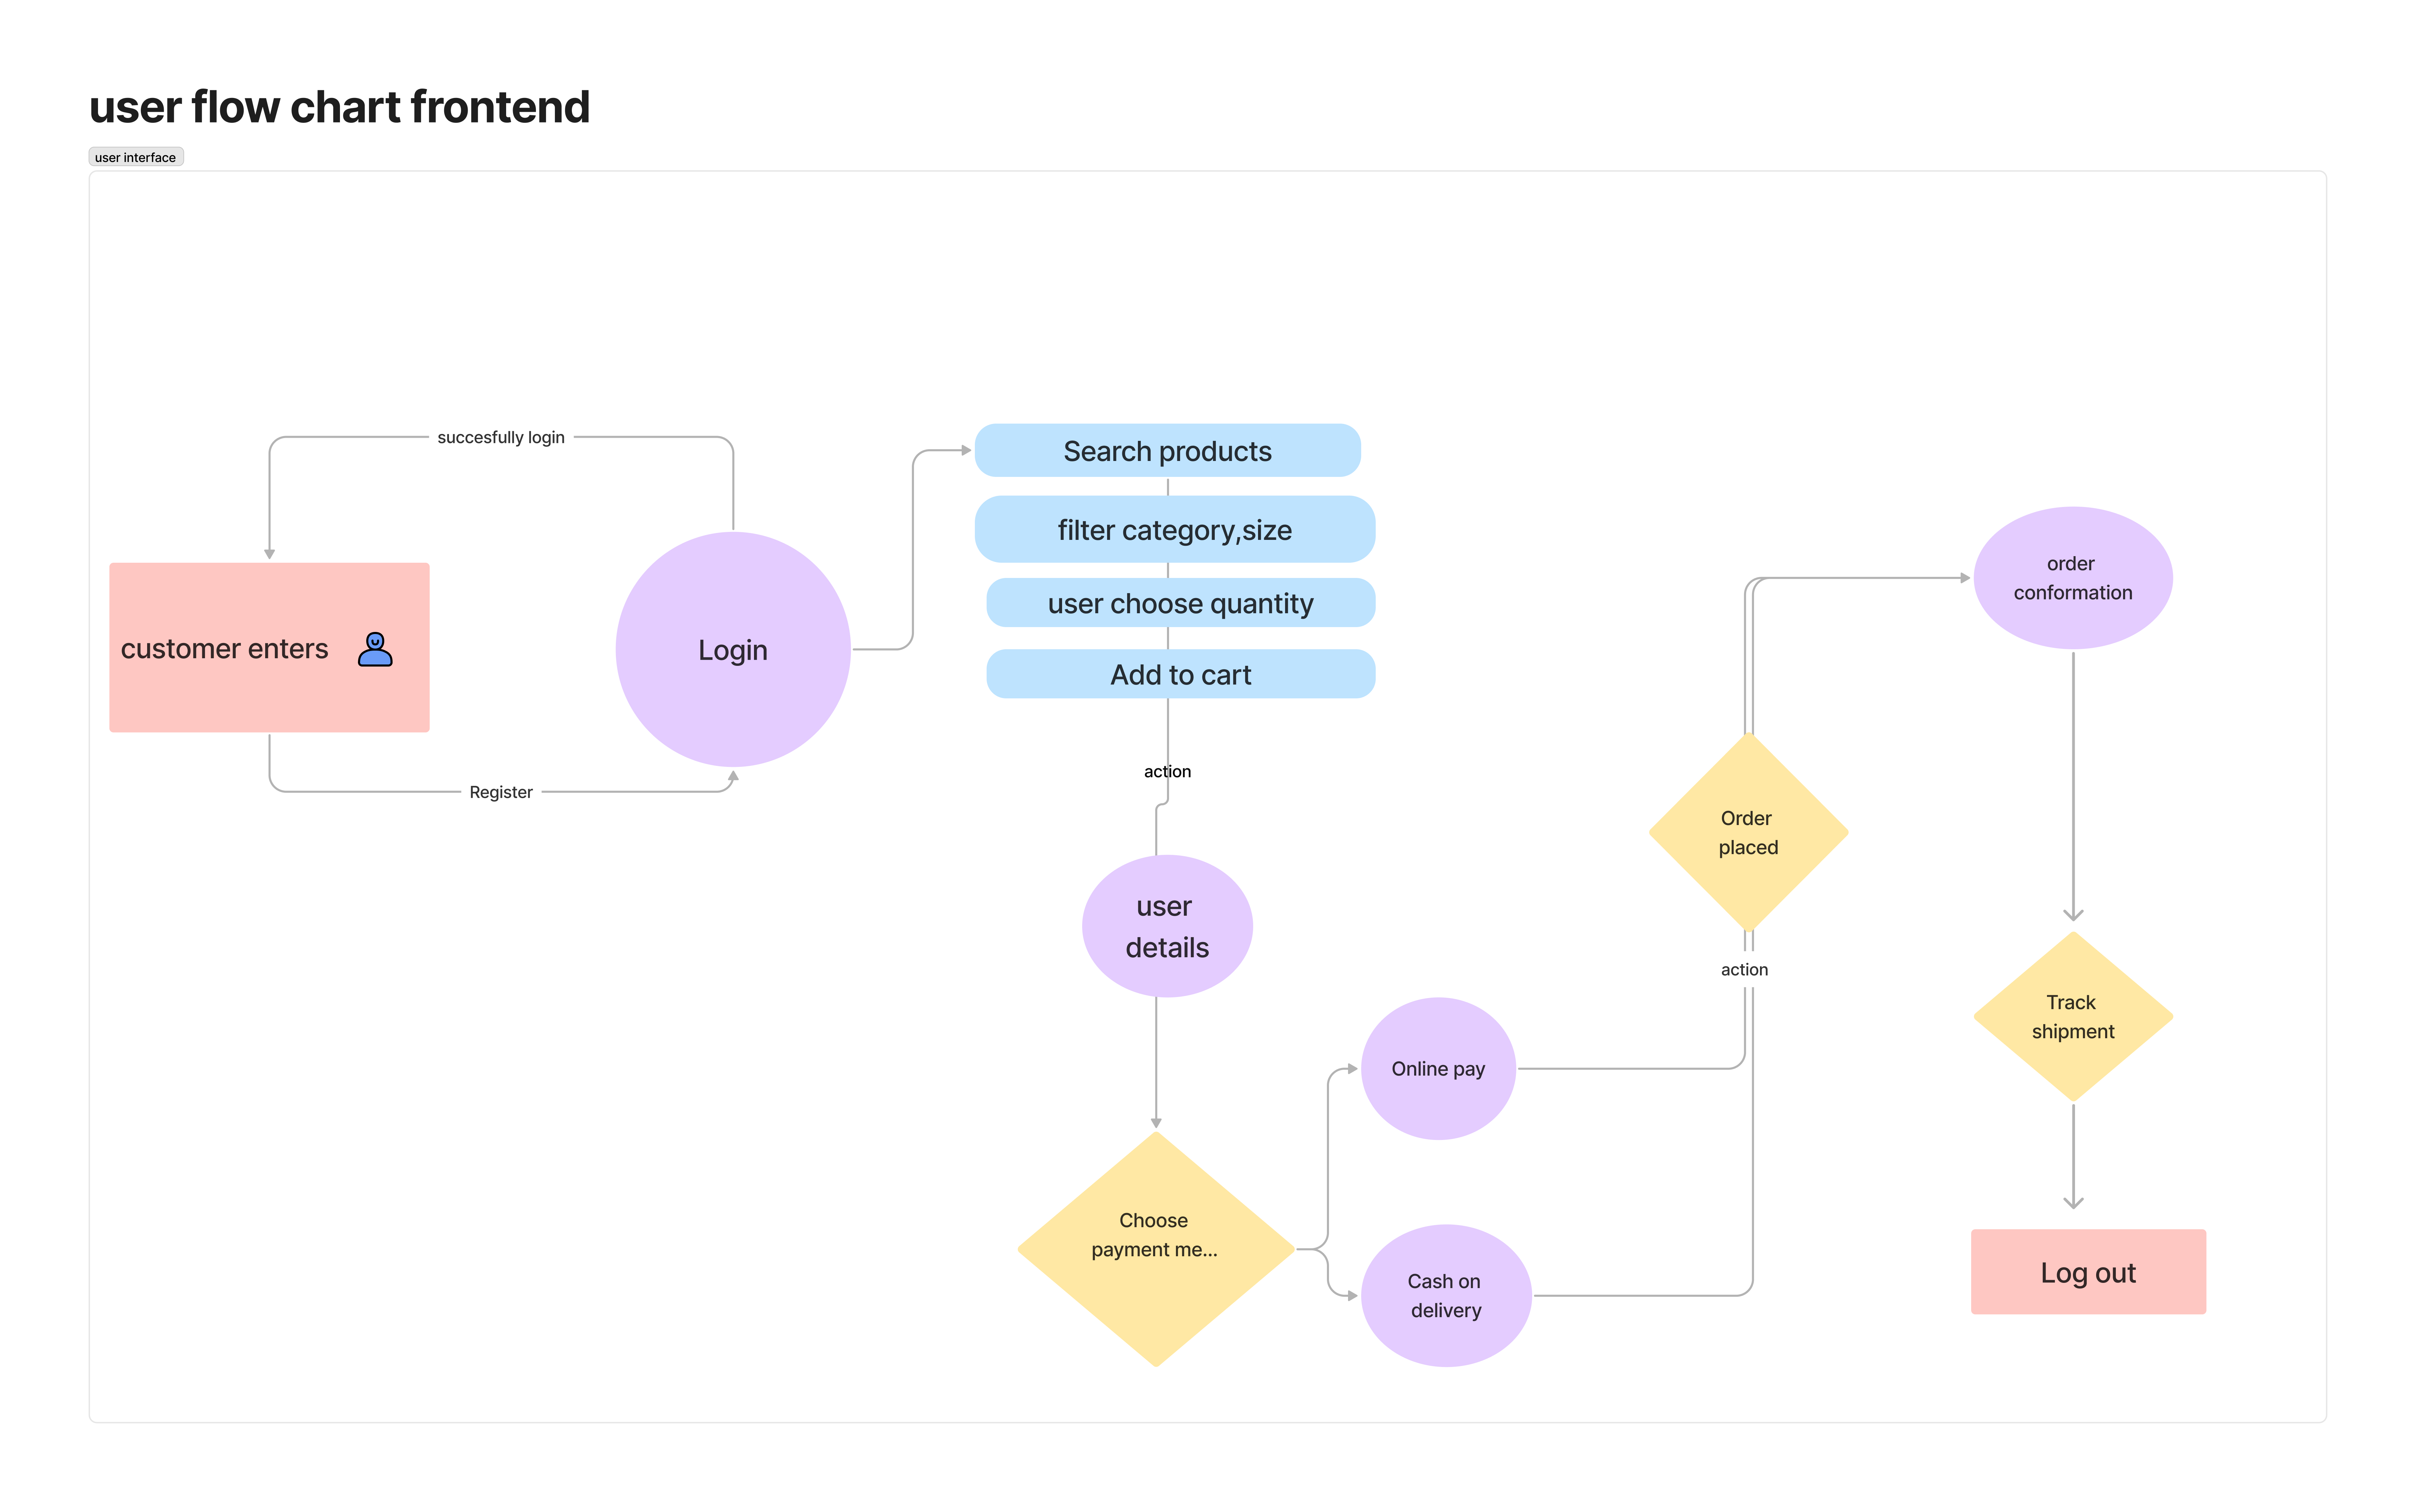 user flow chart frontend
user interface
succesfully login
customer enters
Register
Login
Search products
filter category,size
user choose quantity
Add to cart
action
user
details
Choose
payment me...
Online pay
Cash on
delivery
Order
placed
action
order
conformation
Track
shipment
Log out